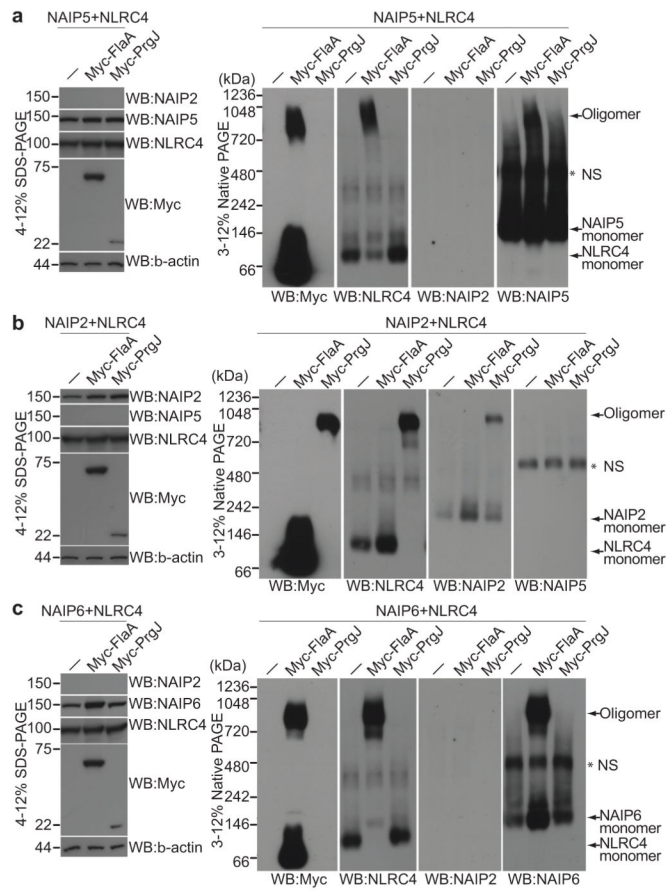 a
NAIP5+NLRC4
— Myc-FlaA Myc-PrgJ
4-12% SDS-PAGE
150 WB:NAIP2
150 WB:NAIP5
100 WB:NLRC4
75
WB:Myc
22
44 WB:b-actin
NAIP5+NLRC4
(kDa) — Myc-FlaA Myc-PrgJ — Myc-FlaA Myc-PrgJ — Myc-FlaA Myc-PrgJ — Myc-FlaA Myc-PrgJ
3-12% Native PAGE
1236
1048 Oligomer
720
480 * NS
242
146 NAIP5
monomer
NLRC4
66 monomer
WB:Myc WB:NLRC4 WB:NAIP2 WB:NAIP5
b
NAIP2+NLRC4
— Myc-FlaA Myc-PrgJ
4-12% SDS-PAGE
150 WB:NAIP2
WB:NAIP5
100 WB:NLRC4
75
WB:Myc
22
44 WB:b-actin
NAIP2+NLRC4
(kDa) — Myc-FlaA Myc-PrgJ — Myc-FlaA Myc-PrgJ — Myc-FlaA Myc-PrgJ — Myc-FlaA Myc-PrgJ
3-12% Native PAGE
1236
1048 Oligomer
720
* NS
480
242
NAIP2
146 monomer
NLRC4
66 monomer
WB:Myc WB:NLRC4 WB:NAIP2 WB:NAIP5
c
NAIP6+NLRC4
— Myc-FlaA Myc-PrgJ
4-12% SDS-PAGE
150 WB:NAIP2
150 WB:NAIP6
100 WB:NLRC4
75
WB:Myc
22
44 WB:b-actin
NAIP6+NLRC4
(kDa) — Myc-FlaA Myc-PrgJ — Myc-FlaA Myc-PrgJ — Myc-FlaA Myc-PrgJ — Myc-FlaA Myc-PrgJ
3-12% Native PAGE
1236
1048 Oligomer
720
480 * NS
242
146 NAIP6
monomer
NLRC4
66 monomer
WB:Myc WB:NLRC4 WB:NAIP2 WB:NAIP6